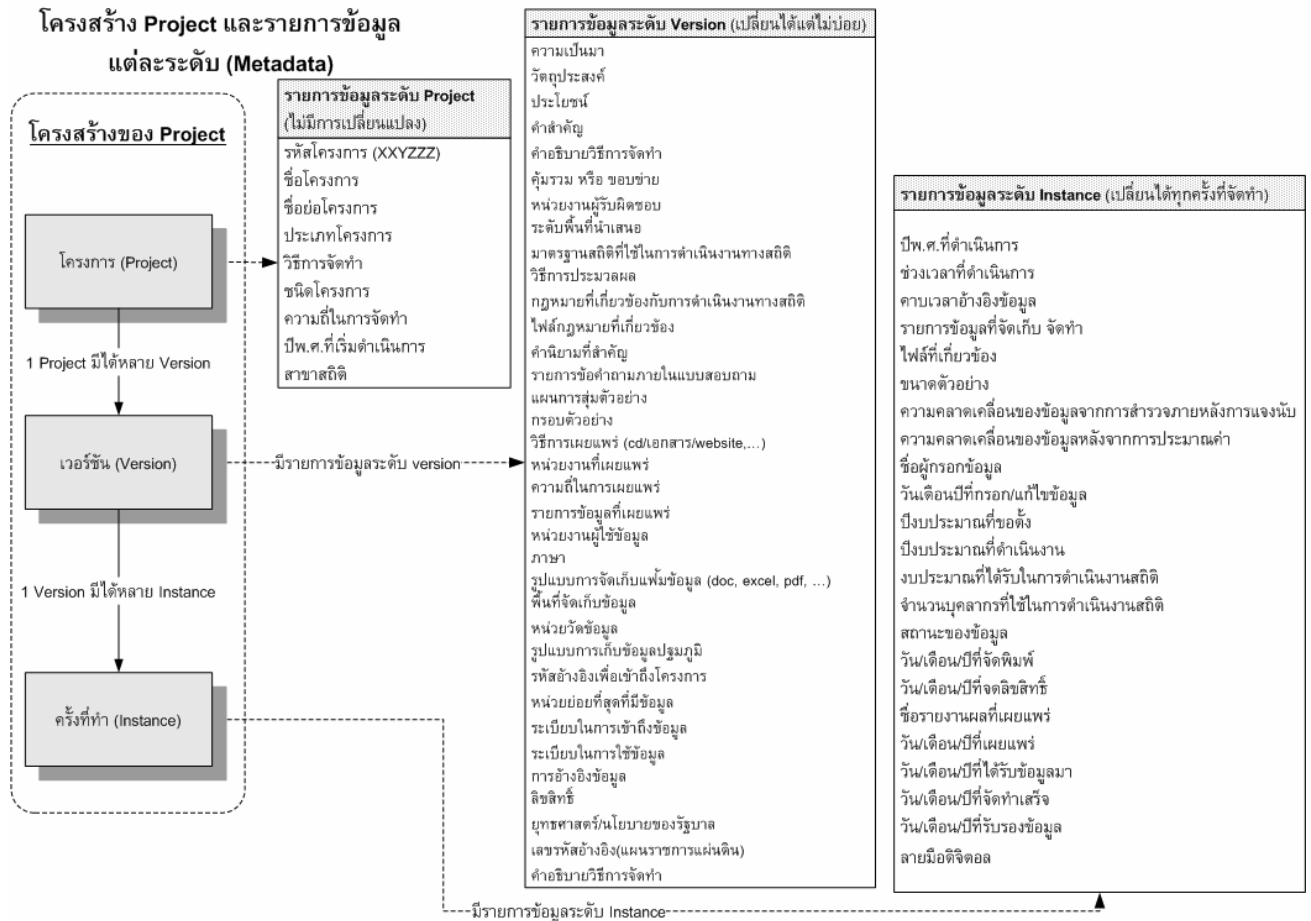 โครงสร้าง Project และรายการข้อมูล
แต่ละระดับ (Metadata)
โครงสร้างของ Project
โครงการ (Project)
1 Project มีได้หลาย Version
เวอร์ชัน (Version)
1 Version มีได้หลาย Instance
ครั้งที่ทำ (Instance)
รายการข้อมูลระดับ Project
(ไม่มีการเปลี่ยนแปลง)
รหัสโครงการ (XXYZZZ)
ชื่อโครงการ
ชื่อย่อโครงการ
ประเภทโครงการ
วิธีการจัดทำ
ชนิดโครงการ
ความถี่ในการจัดทำ
ปีพ.ศ.ที่เริ่มดำเนินการ
สาขาสถิติ
มีรายการข้อมูลระดับ version
รายการข้อมูลระดับ Version (เปลี่ยนได้แต่ไม่บ่อย)
ความเป็นมา
วัตถุประสงค์
ประโยชน์
คำสำคัญ
คำอธิบายวิธีการจัดทำ
คุ้มรวม หรือ ขอบข่าย
หน่วยงานผู้รับผิดชอบ
ระดับพื้นที่นำเสนอ
มาตรฐานสถิติที่ใช้ในการดำเนินงานทางสถิติ
วิธีการประมวลผล
กฎหมายที่เกี่ยวข้องกับการดำเนินงานทางสถิติ
ไฟล์กฎหมายที่เกี่ยวข้อง
คำนิยามที่สำคัญ
รายการข้อคำถามภายในแบบสอบถาม
แผนการสุ่มตัวอย่าง
กรอบตัวอย่าง
วิธีการเผยแพร่ (cd/เอกสาร/website,...)
หน่วยงานที่เผยแพร่
ความถี่ในการเผยแพร่
รายการข้อมูลที่เผยแพร่
หน่วยงานผู้ใช้ข้อมูล
ภาษา
รูปแบบการจัดเก็บแฟ้มข้อมูล (doc, excel, pdf, ...)
พื้นที่จัดเก็บข้อมูล
หน่วยวัดข้อมูล
รูปแบบการเก็บข้อมูลปฐมภูมิ
รหัสอ้างอิงเพื่อเข้าถึงโครงการ
หน่วยย่อยที่สุดที่มีข้อมูล
ระเบียบในการเข้าถึงข้อมูล
ระเบียบในการใช้ข้อมูล
การอ้างอิงข้อมูล
ลิขสิทธิ์
ยุทธศาสตร์/นโยบายของรัฐบาล
เลขรหัสอ้างอิง(แผนราชการแผ่นดิน)
คำอธิบายวิธีการจัดทำ
รายการข้อมูลระดับ Instance (เปลี่ยนได้ทุกครั้งที่จัดทำ)
ปีพ.ศ.ที่ดำเนินการ
ช่วงเวลาที่ดำเนินการ
คาบเวลาอ้างอิงข้อมูล
รายการข้อมูลที่จัดเก็บ จัดทำ
ไฟล์ที่เกี่ยวข้อง
ขนาดตัวอย่าง
ความคลาดเคลื่อนของข้อมูลจากการสำรวจภายหลังการแจงนับ
ความคลาดเคลื่อนของข้อมูลหลังจากการประมาณค่า
ชื่อผู้กรอกข้อมูล
วันเดือนปีที่กรอก/แก้ไขข้อมูล
ปีงบประมาณที่ขอตั้ง
ปีงบประมาณที่ดำเนินงาน
งบประมาณที่ได้รับในการดำเนินงานสถิติ
จำนวนบุคลากรที่ใช้ในการดำเนินงานสถิติ
สถานะของข้อมูล
วัน/เดือน/ปีที่จัดพิมพ์
วัน/เดือน/ปีที่จดลิขสิทธิ์
ชื่อรายงานผลที่เผยแพร่
วัน/เดือน/ปีที่เผยแพร่
วัน/เดือน/ปีที่ได้รับข้อมูลมา
วัน/เดือน/ปีที่จัดทำเสร็จ
วัน/เดือน/ปีที่รับรองข้อมูล
ลายมือดิจิตอล
มีรายการข้อมูลระดับ Instance